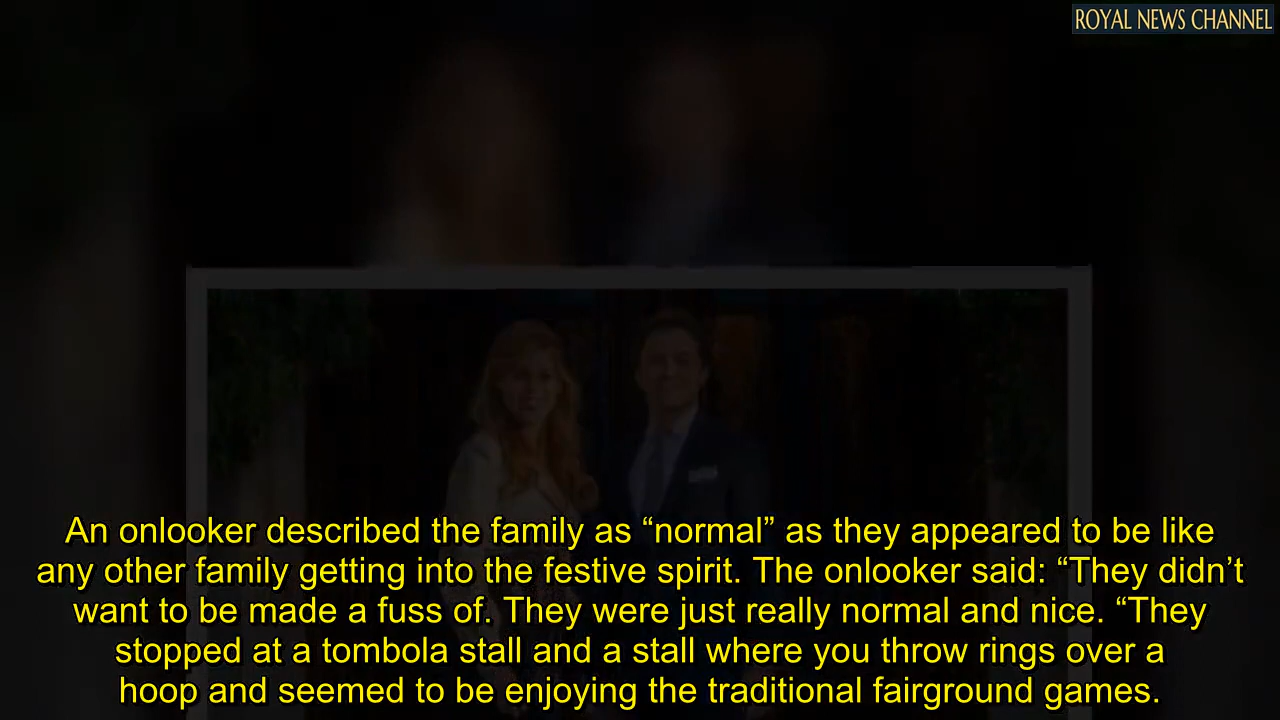 ROYAL NEWS CHANNEL
An onlooker described the family as “normal” as they appeared to be like
any other family getting into the festive spirit. The onlooker said: “They didn’t
want to be made a fuss of. They were just really normal and nice. “They
stopped at a tombola stall and a stall where you throw rings over a
hoop and seemed to be enjoying the traditional fairground games.